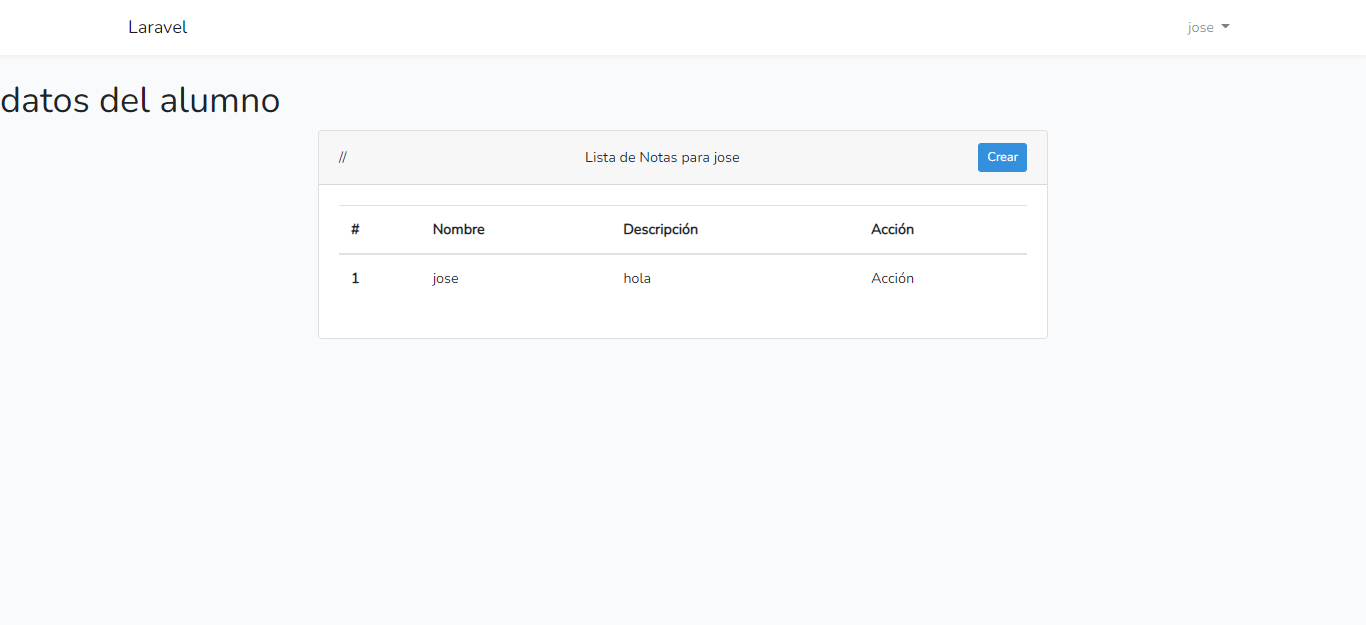 Laravel jose
datos del alumno
// Lista de Notas para jose Crear
# Nombre Descripción Acción
1 jose hola Acción